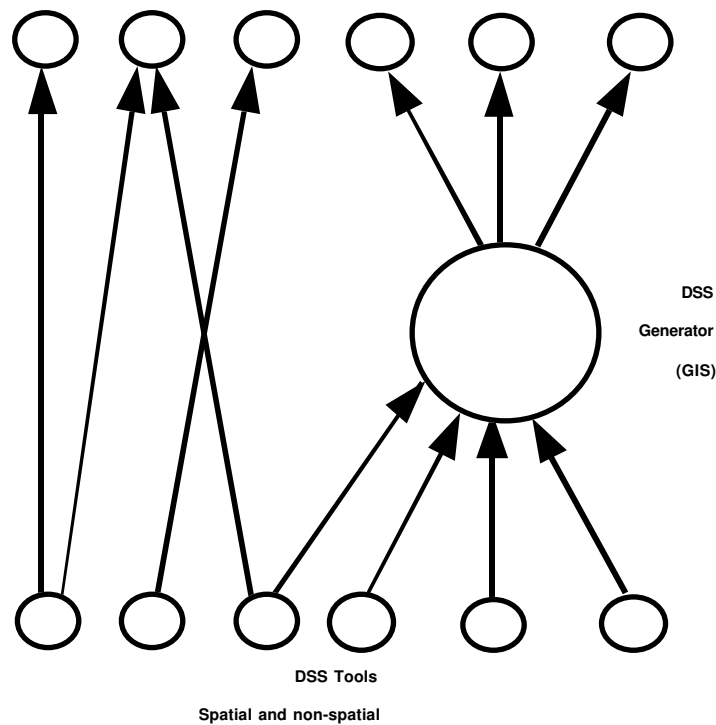 DSS
Generator
(GIS)
DSS Tools
Spatial and non-spatial